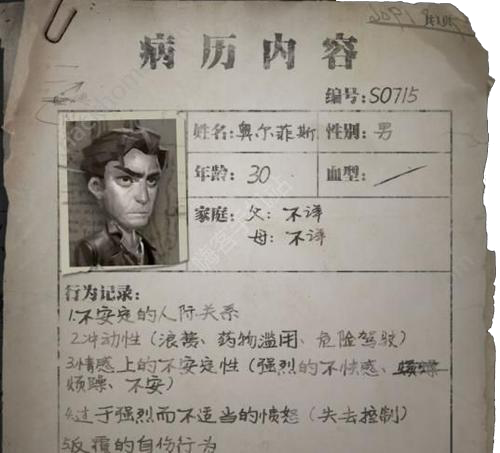 病历内容
编号:S0715
姓名:奥尔菲斯 性别:男
年龄:30 血型:
家庭:父:不详
母:不详
行为记录:
1.不安定的人际关系
2.冲动性(浪费、药物滥用、危险驾驶)
3.情感上的不安定性(强烈的不快感、
烦躁、不安)
4.过于强烈而不适当的愤怒(失去控制)
5.反覆的自伤行为